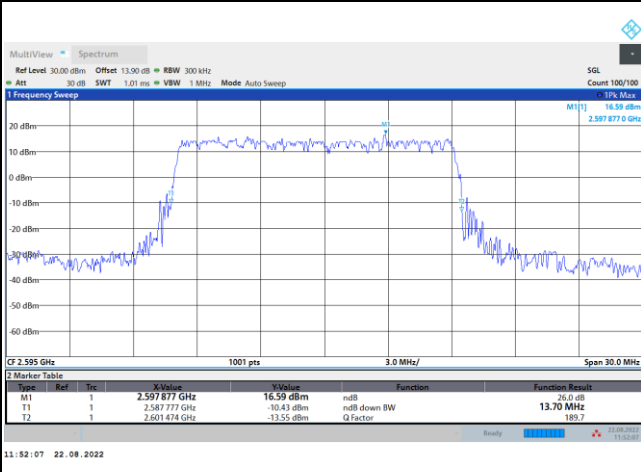 MultiView Spectrum
Ref Level 30.00 dBm Offset 13.90 dB RBW 300 kHz SGL
Att 30 dB SWT 1.01 ms VBW 1 MHz Mode Auto Sweep Count 100/100
1 Frequency Sweep 1Pk Max
M1[1] 16.59 dBm
2.597 877 0 GHz
M1
20 dBm
10 dBm
0 dBm
T1
-10 dBm
T2
-20 dBm
-30 dBm
-40 dBm
-50 dBm
-60 dBm
CF 2.595 GHz 1001 pts 3.0 MHz/ Span 30.0 MHz
2 Marker Table
Type Ref Trc X-Value Y-Value Function Function Result
M1 1 2.597 877 GHz 16.59 dBm ndB 26.0 dB
T1 1 2.587 777 GHz -10.43 dBm ndB down BW 13.70 MHz
T2 1 2.601 474 GHz -13.55 dBm Q Factor 189.7
Ready 22.08.2022
11:52:07
11:52:07 22.08.2022